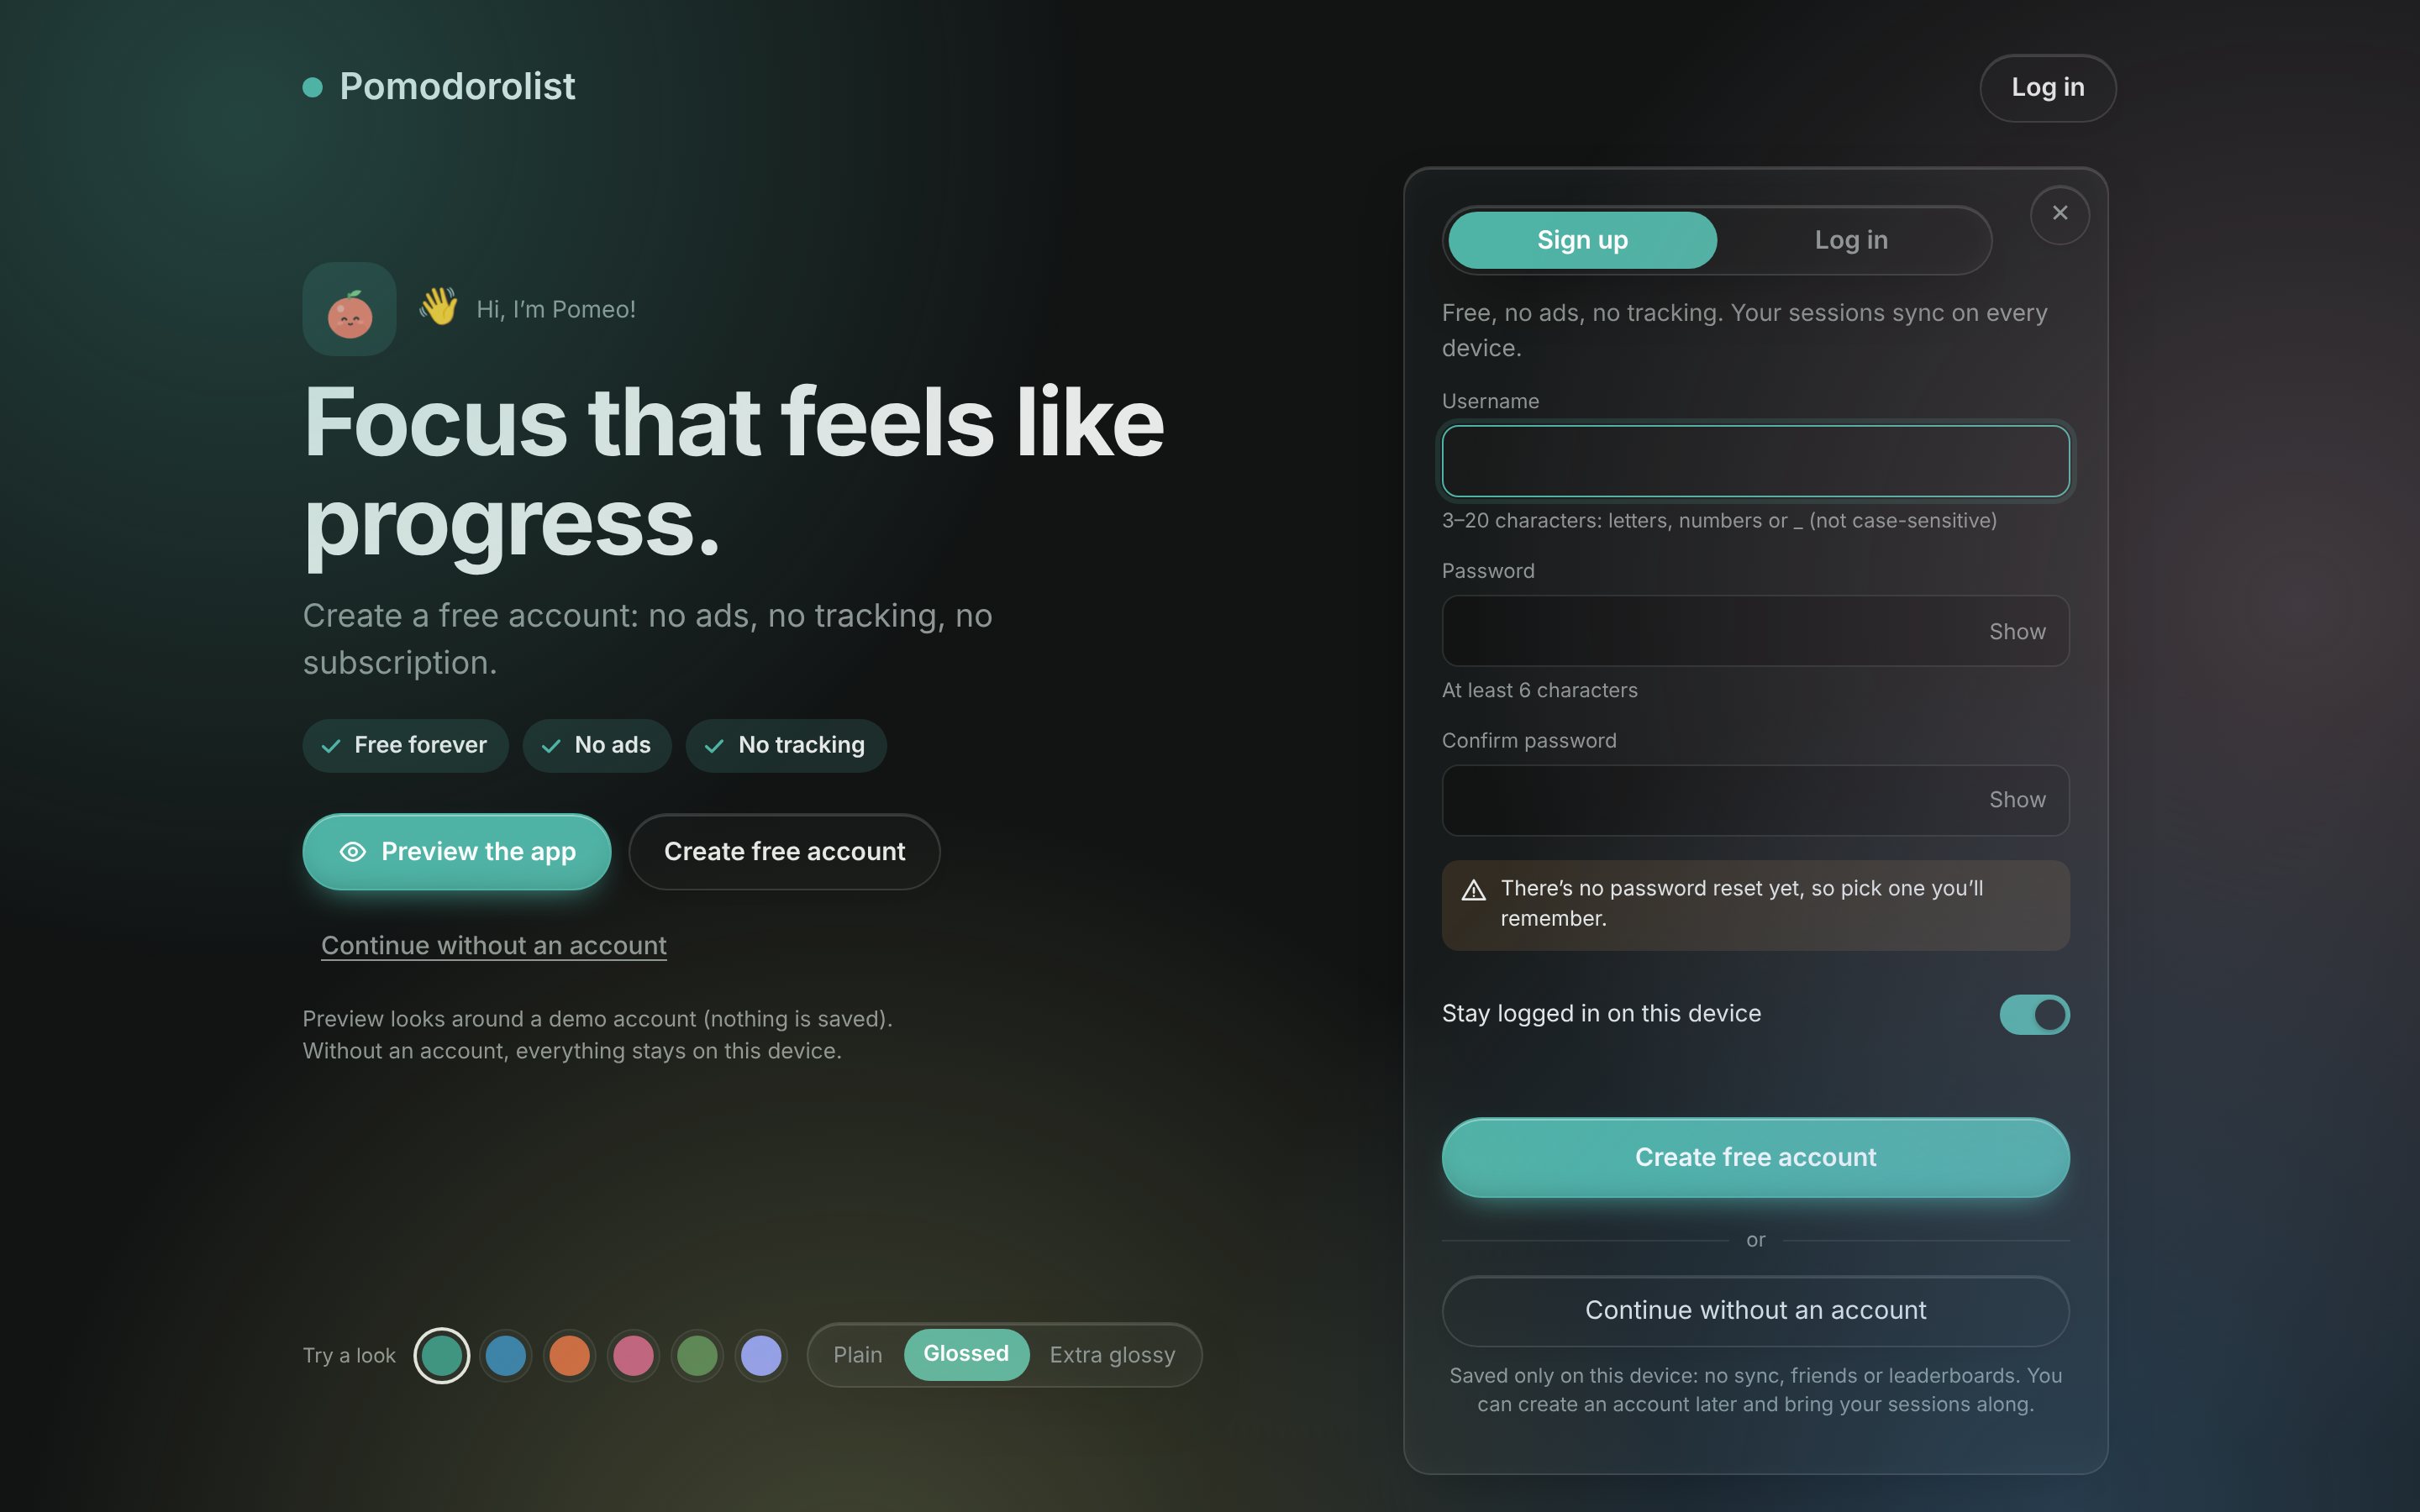 Pomodorolist
Log in
Hi, I’m Pomeo!
Focus that feels like
progress.
Create a free account: no ads, no tracking, no
subscription.
Free forever
No ads
No tracking
Preview the app
Create free account
Continue without an account
Preview looks around a demo account (nothing is saved).
Without an account, everything stays on this device.
Try a look
Plain
Glossed
Extra glossy
Sign up
Log in
Free, no ads, no tracking. Your sessions sync on every
device.
Username
3–20 characters: letters, numbers or _ (not case-sensitive)
Password
Show
At least 6 characters
Confirm password
Show
There’s no password reset yet, so pick one you’ll
remember.
Stay logged in on this device
Create free account
or
Continue without an account
Saved only on this device: no sync, friends or leaderboards. You
can create an account later and bring your sessions along.